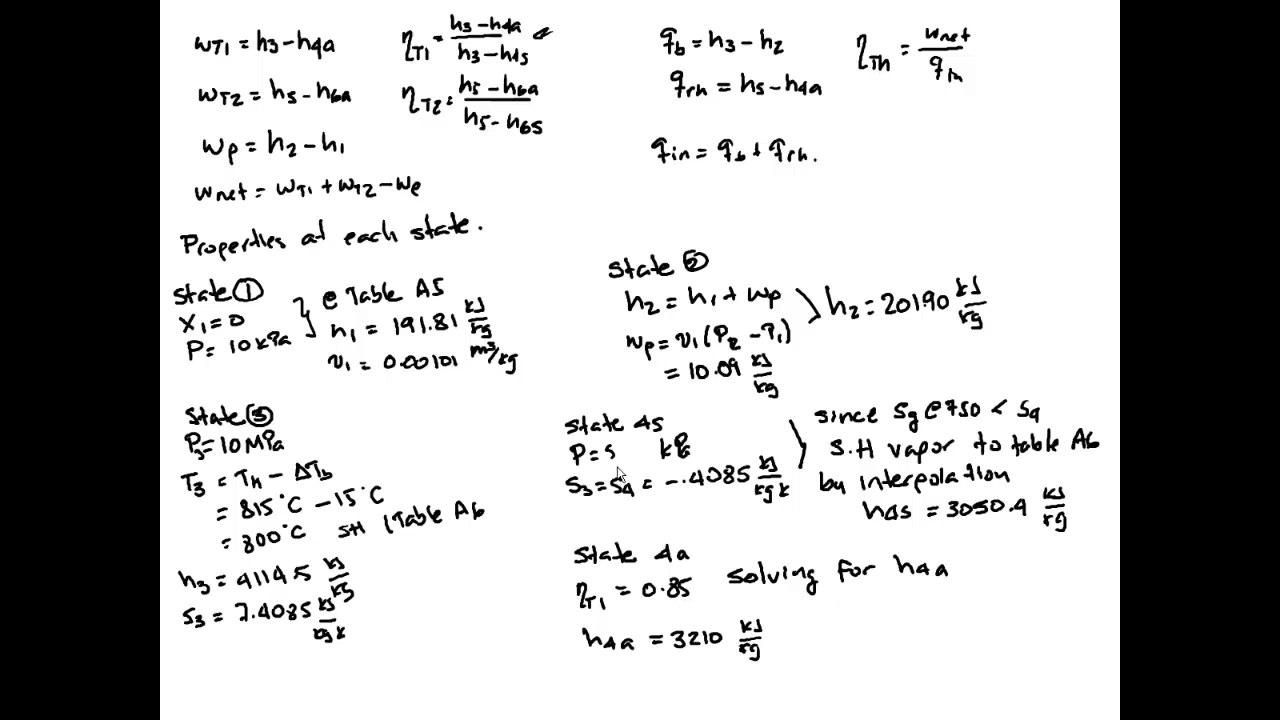 wT1 = h3 - h4a
ηT1 = (h3 - h4a) / (h3 - h4s)
wT2 = h5 - h6a
ηT2 = (h5 - h6a) / (h5 - h6s)
wp = h2 - h1
wnet = wT1 + wT2 - wp
qb = h3 - h2
qrh = h5 - h4a
ηTh = wnet / qin
qin = qb + qrh.
Properties at each state.
State ①
x1 = 0
P = 10 kPa
@ Table A5
h1 = 191.81 kJ/kg
v1 = 0.00101 m³/kg
State ②
h2 = h1 + wp
wp = v1 (P2 - P1)
= 10.09 kJ/kg
h2 = 201.90 kJ/kg
State ③
P3 = 10 MPa
T3 = Th - ΔTb
= 815°C - 15°C
= 800°C SH (Table A6
h3 = 4114.5 kJ/kg
s3 = 7.4085 kJ/kg k
State 4s
P = 5 kPa
s3 = s4 = -.4085 kJ/kg k
since sg @ 750 < s4
S.H vapor to table A6
by interpolation
h4s = 3050.4 kJ/kg
State 4a
ηT1 = 0.85 solving for h4a
h4a = 3210 kJ/kg